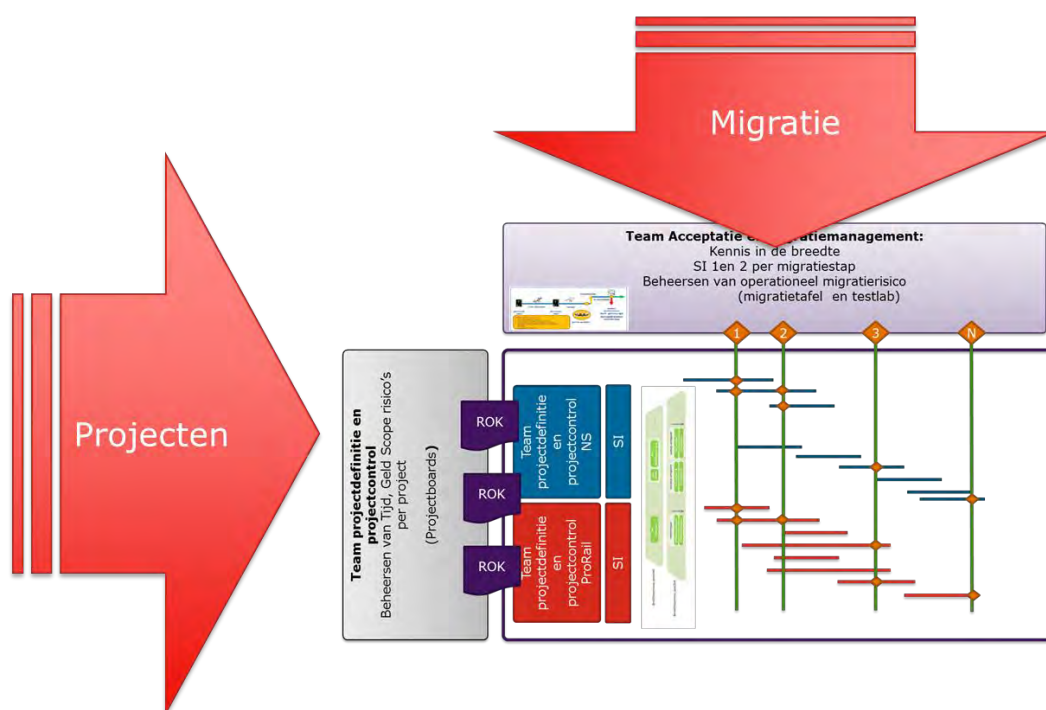 Migratie
Team Acceptatie en Migratiemanagement:
Kennis in de breedte
SI 1en 2 per migratiestap
Beheersen van operationeel migratierisico
(migratietafel en testlab)
1
2
3
N
Projecten
Team projectdefinitie en
projectcontrol
Beheersen van Tijd, Geld Scope risico's
per project
(Projectboards)
ROK
ROK
ROK
Team
projectdefinitie
en
projectcontrol
NS
SI
Team
projectdefinitie
en
projectcontrol
ProRail
SI